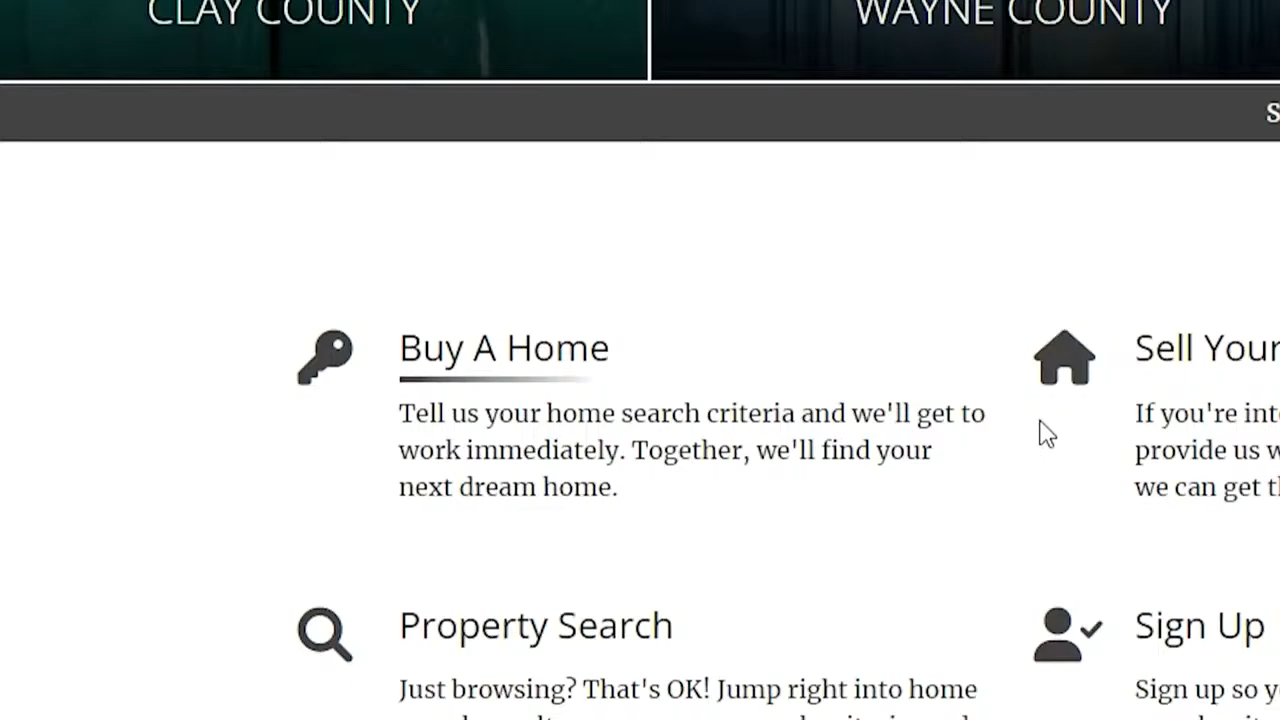 CLAY COUNTY
WAYNE COUNTY
Buy A Home
Tell us your home search criteria and we'll get to
work immediately. Together, we'll find your
next dream home.
Sell Your
If you're
provide us
we can get
Property Search
Just browsing? That's OK! Jump right into home
Sign Up
Sign up so